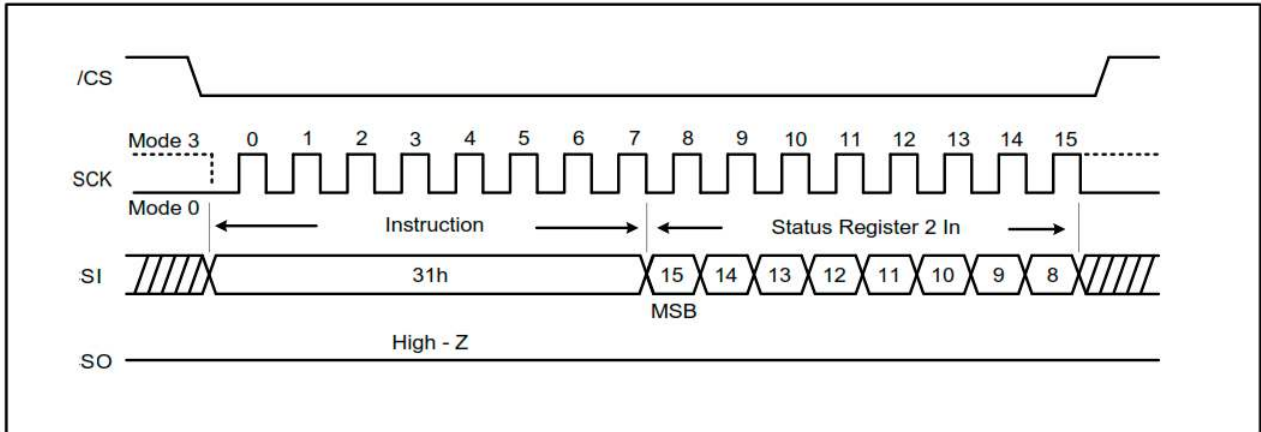 /CS
Mode 3 0 1 2 3 4 5 6 7 8 9 10 11 12 13 14 15
SCK
Mode 0
Instruction Status Register 2 In
SI 31h 15 14 13 12 11 10 9 8
MSB
High - Z
SO